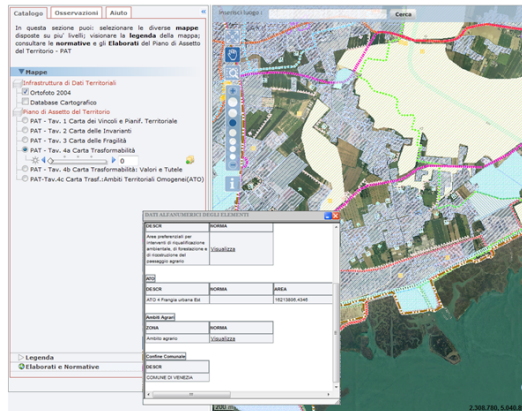 Catalogo Osservazioni Aiuto «
In questa sezione puoi: selezionare le diverse mappe
disposte su piu' livelli; visionare la legenda della mappa;
consultare le normative e gli Elaborati del Piano di Assetto
del Territorio - PAT
Mappe
Infrastruttura di Dati Territoriali
Ortofoto 2004
Database Cartografico
Piano di Assetto del Territorio
PAT - Tav. 1 Carta dei Vincoli e Pianif. Territoriale
PAT - Tav. 2 Carta delle Invarianti
PAT - Tav. 3 Carta delle Fragilità
PAT - Tav. 4a Carta Trasformabilità
0
PAT - Tav. 4b Carta Trasformabilità: Valori e Tutele
PAT-Tav.4c Carta Trasf.:Ambiti Territoriali Omogenei(ATO)
Legenda
Elaborati e Normative
Inserisci luogo :
Cerca
DATI ALFANUMERICI DEGLI ELEMENTI
DESCR NORMA
Aree preferenziali per
interventi di riqualificazione
ambientale, di forestazione e
di ricostruzione del
paesaggio agrario
Visualizza
ATO
DESCR NORMA AREA
ATO 4 Frangia urbana Est
Ambiti Agrari
ZONA NORMA
Ambito agrario Visualizza
Confine Comunale
DESCR
COMUNE DI VENEZIA
200 m